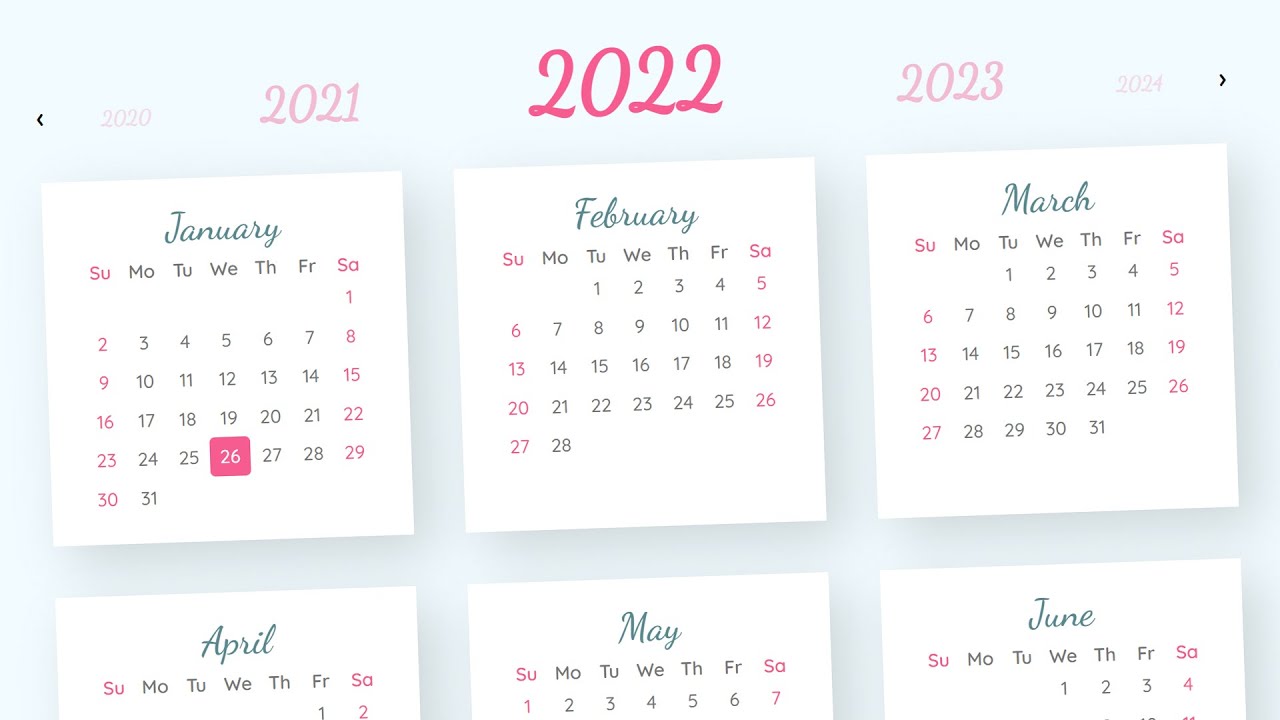 ‹ 2020 2021 2022 2023 2024 ›
January
Su Mo Tu We Th Fr Sa
1
2 3 4 5 6 7 8
9 10 11 12 13 14 15
16 17 18 19 20 21 22
23 24 25 26 27 28 29
30 31
February
Su Mo Tu We Th Fr Sa
1 2 3 4 5
6 7 8 9 10 11 12
13 14 15 16 17 18 19
20 21 22 23 24 25 26
27 28
March
Su Mo Tu We Th Fr Sa
1 2 3 4 5
6 7 8 9 10 11 12
13 14 15 16 17 18 19
20 21 22 23 24 25 26
27 28 29 30 31
April
Su Mo Tu We Th Fr Sa
1 2
May
Su Mo Tu We Th Fr Sa
1 2 3 4 5 6 7
June
Su Mo Tu We Th Fr Sa
1 2 3 4